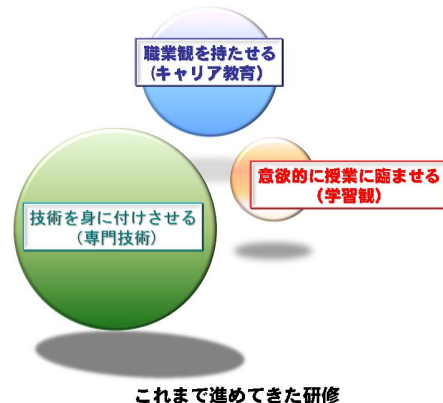 職業観を持たせる
(キャリア教育)
意欲的に授業に臨ませる
(学習観)
技術を身に付けさせる
(専門技術)
これまで進めてきた研修